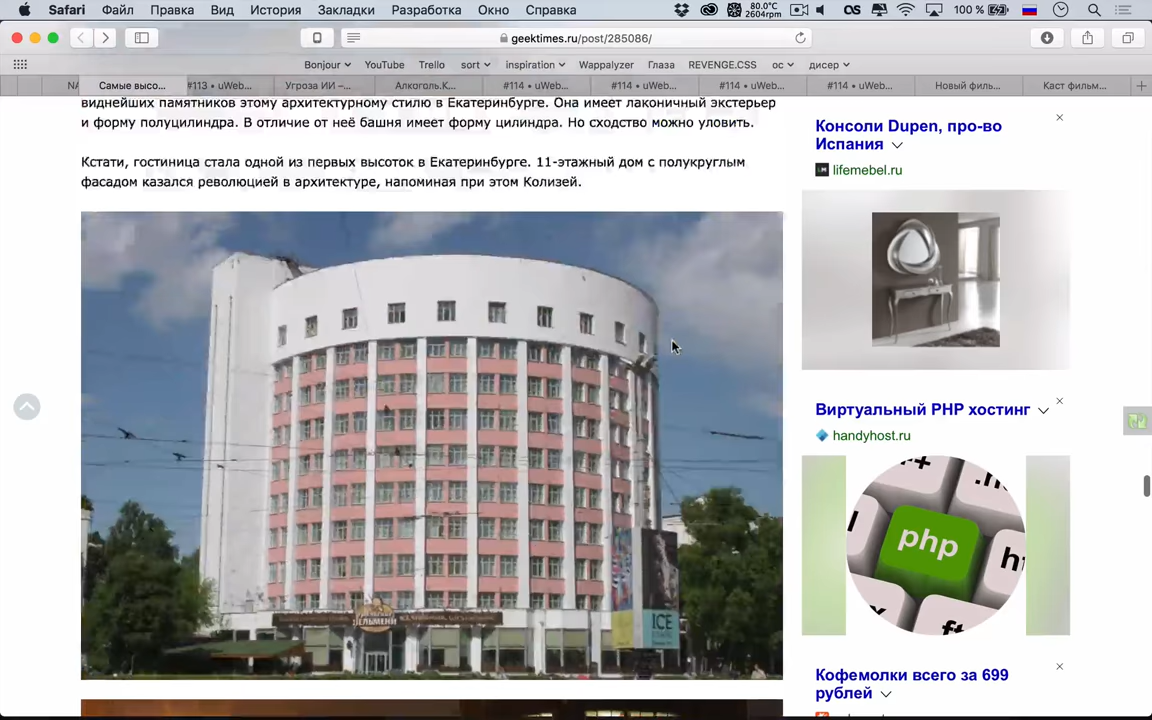 Safari Файл Правка Вид История Закладки Разработка Окно Справка
80.0°C
2604rpm
100 %
geektimes.ru/post/285086/
Bonjour YouTube Trello sort inspiration Wappalyzer Глаза REVENGE.CSS ос дисер
NA Самые высо... #113 • uWeb... Угроза ИИ –... Алкоголь.К... #114 • uWeb... #114 • uWeb... #114 • uWeb... #114 • uWeb... Новый филь... Каст фильм...
виднейших памятников этому архитектурному стилю в Екатеринбурге. Она имеет лаконичный экстерьер
и форму полуцилиндра. В отличие от неё башня имеет форму цилиндра. Но сходство можно уловить.
Кстати, гостиница стала одной из первых высоток в Екатеринбурге. 11-этажный дом с полукруглым
фасадом казался революцией в архитектуре, напоминая при этом Колизей.
ПЕЛЬМЕНИ
ICE
Консоли Dupen, про-во
Испания
lifemebel.ru
Виртуальный PHP хостинг
handyhost.ru
php
Кофемолки всего за 699
рублей